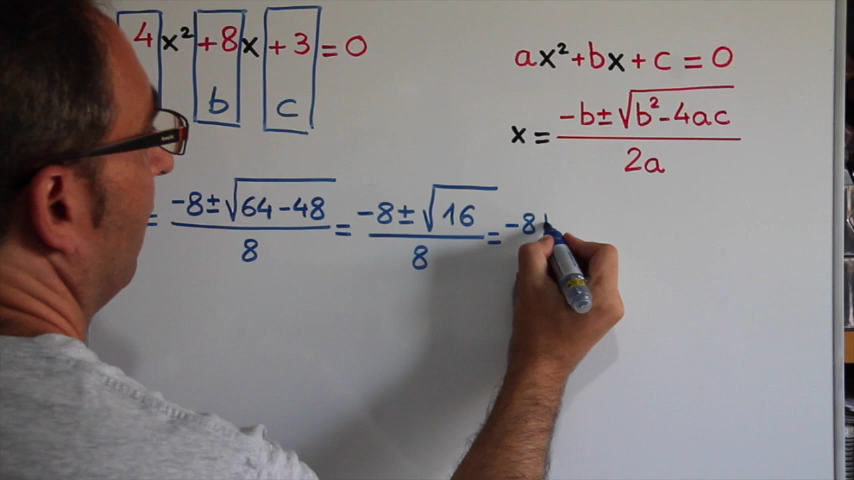 4x²+8x+3=0
b c
ax²+bx+c=0
x = (-b±√(b²-4ac))/(2a)
= (-8±√(64-48))/8 = (-8±√16)/8 = -8